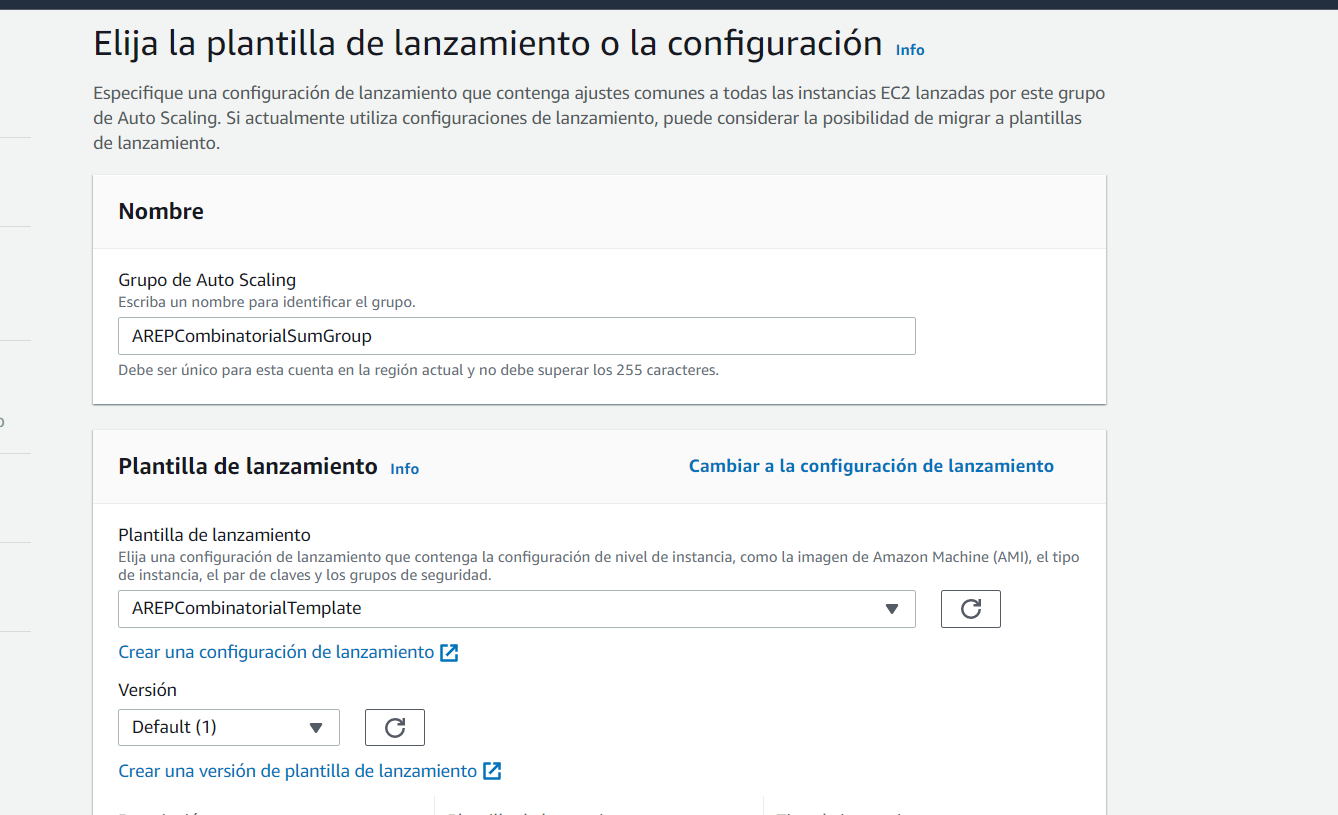 Elija la plantilla de lanzamiento o la configuración Info
Especifique una configuración de lanzamiento que contenga ajustes comunes a todas las instancias EC2 lanzadas por este grupo
de Auto Scaling. Si actualmente utiliza configuraciones de lanzamiento, puede considerar la posibilidad de migrar a plantillas
de lanzamiento.
Nombre
Grupo de Auto Scaling
Escriba un nombre para identificar el grupo.
AREPCombinatorialSumGroup
Debe ser único para esta cuenta en la región actual y no debe superar los 255 caracteres.
Plantilla de lanzamiento Info
Cambiar a la configuración de lanzamiento
Plantilla de lanzamiento
Elija una configuración de lanzamiento que contenga la configuración de nivel de instancia, como la imagen de Amazon Machine (AMI), el tipo
de instancia, el par de claves y los grupos de seguridad.
AREPCombinatorialTemplate
Crear una configuración de lanzamiento
Versión
Default (1)
Crear una versión de plantilla de lanzamiento